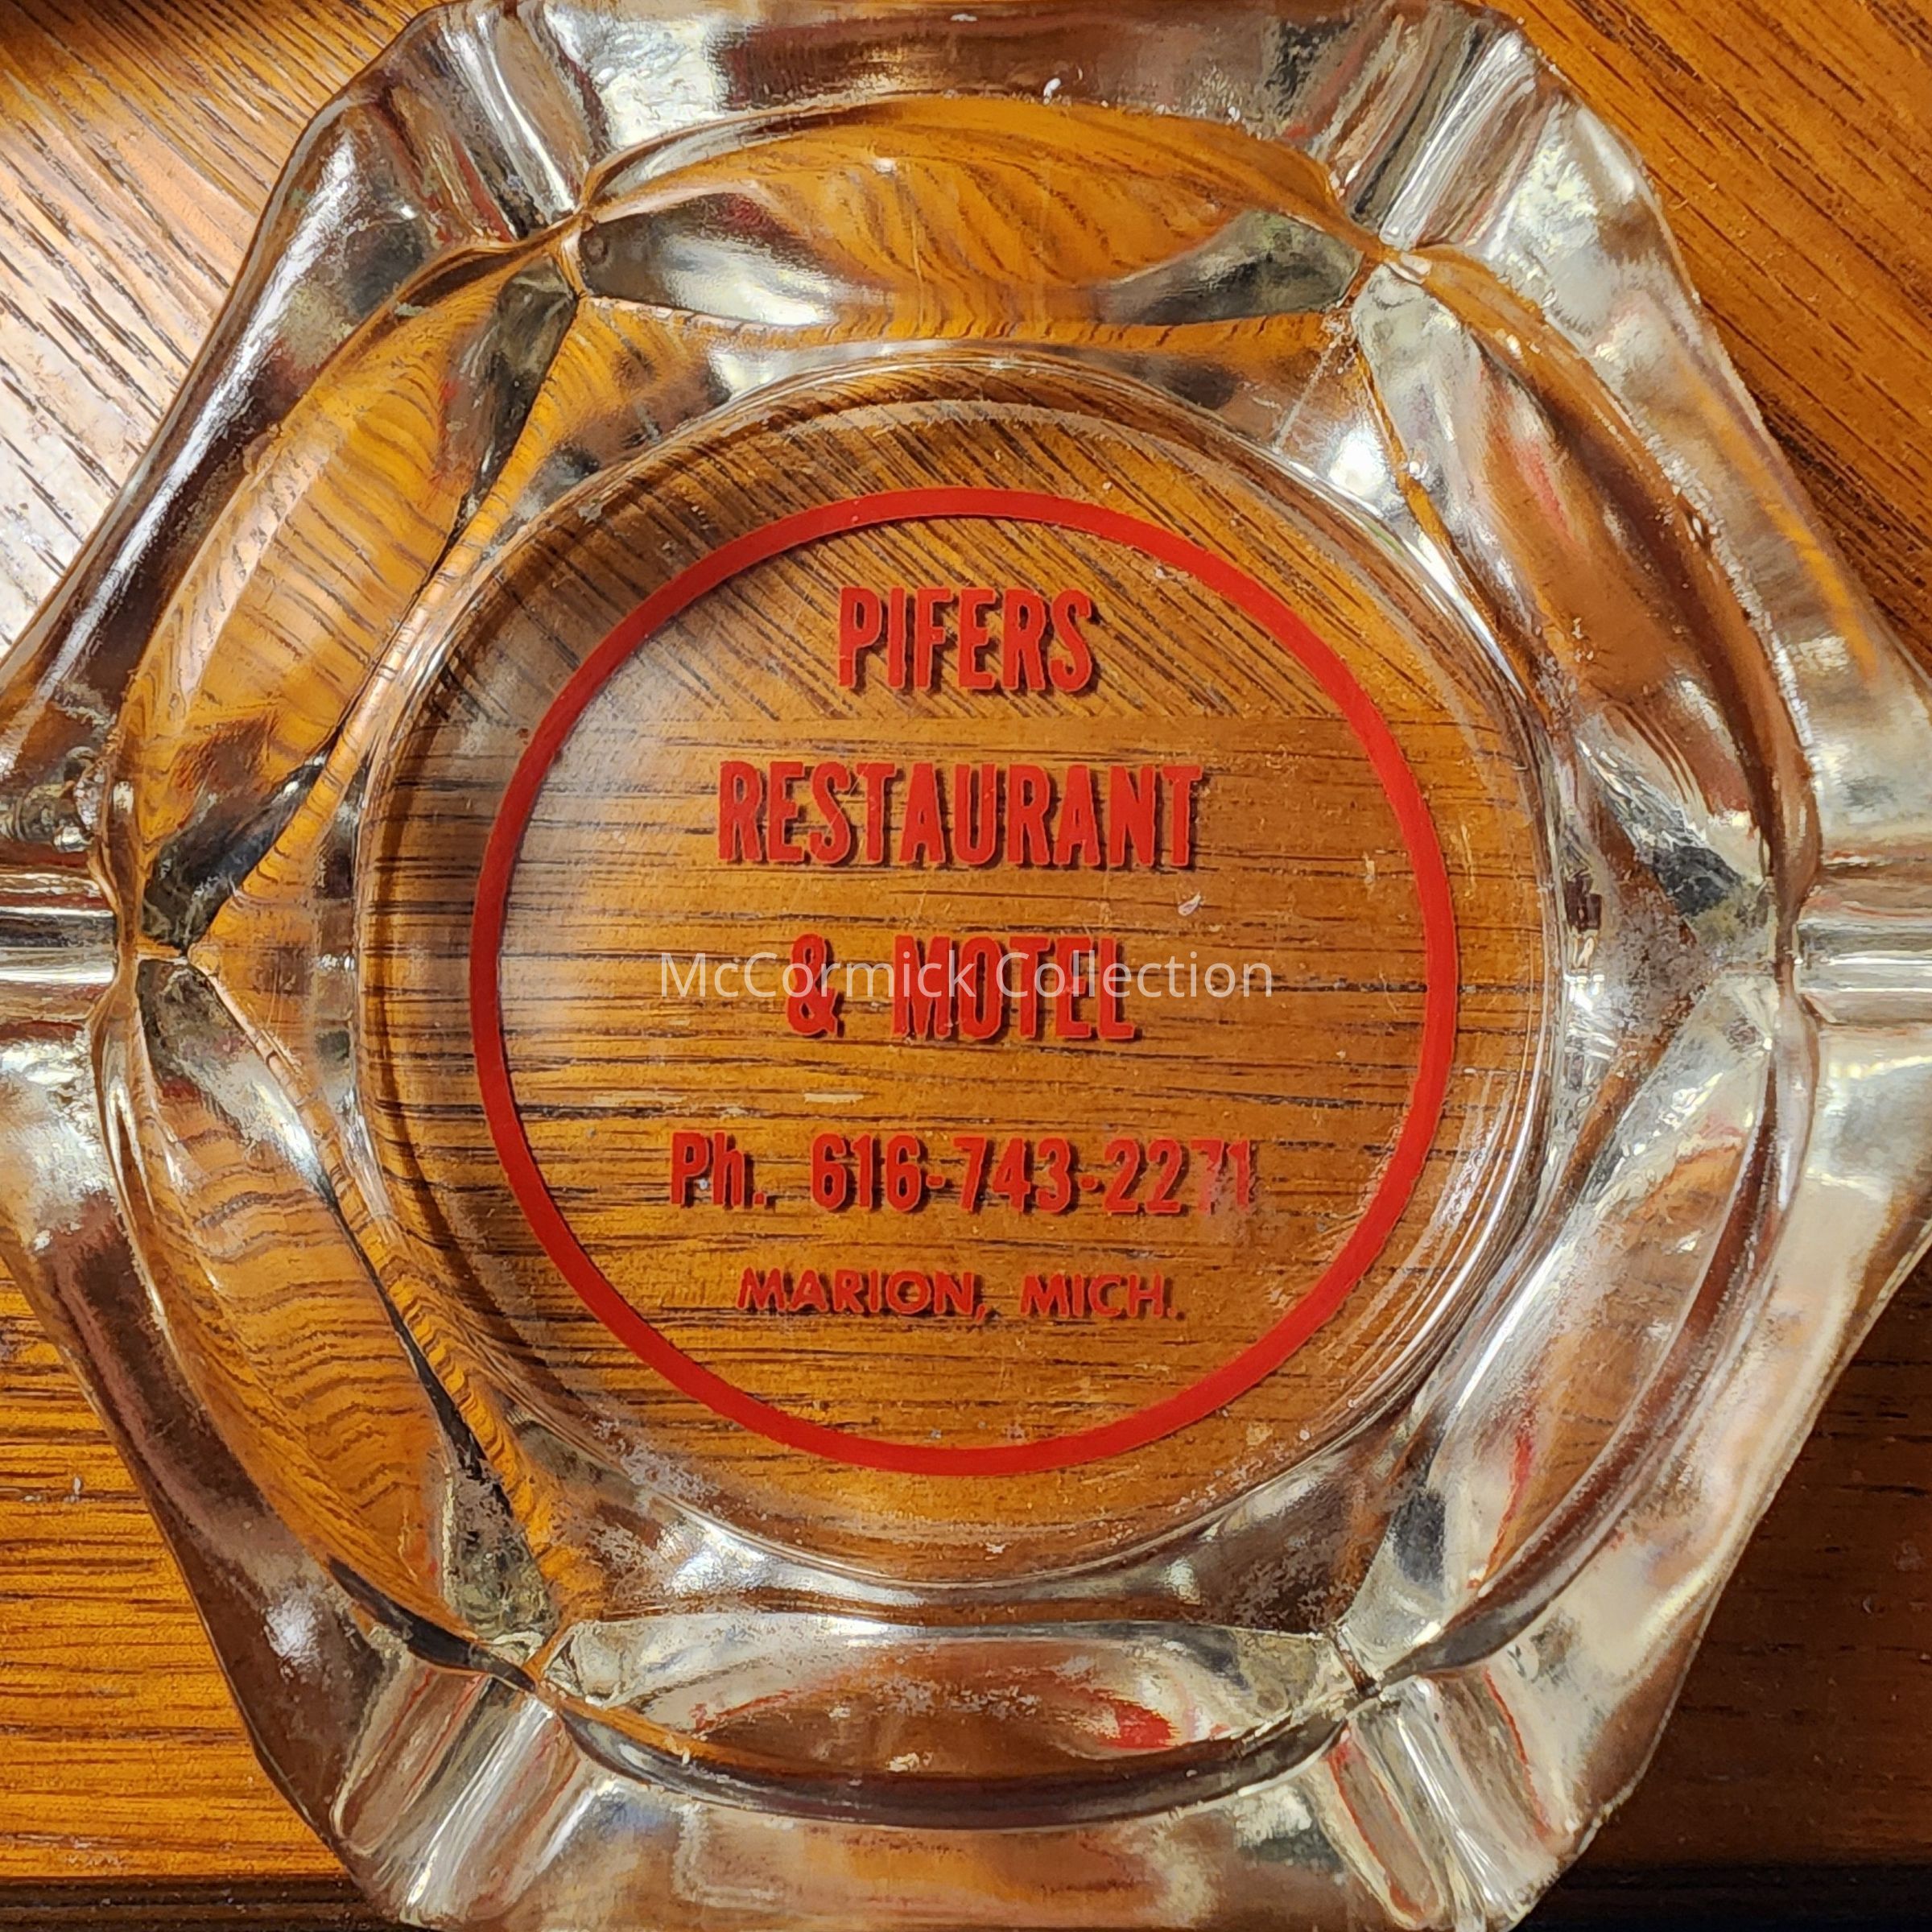 PIFERS
RESTAURANT
& MOTEL
McCormick Collection
Ph. 616-743-2271
MARION, MICH.